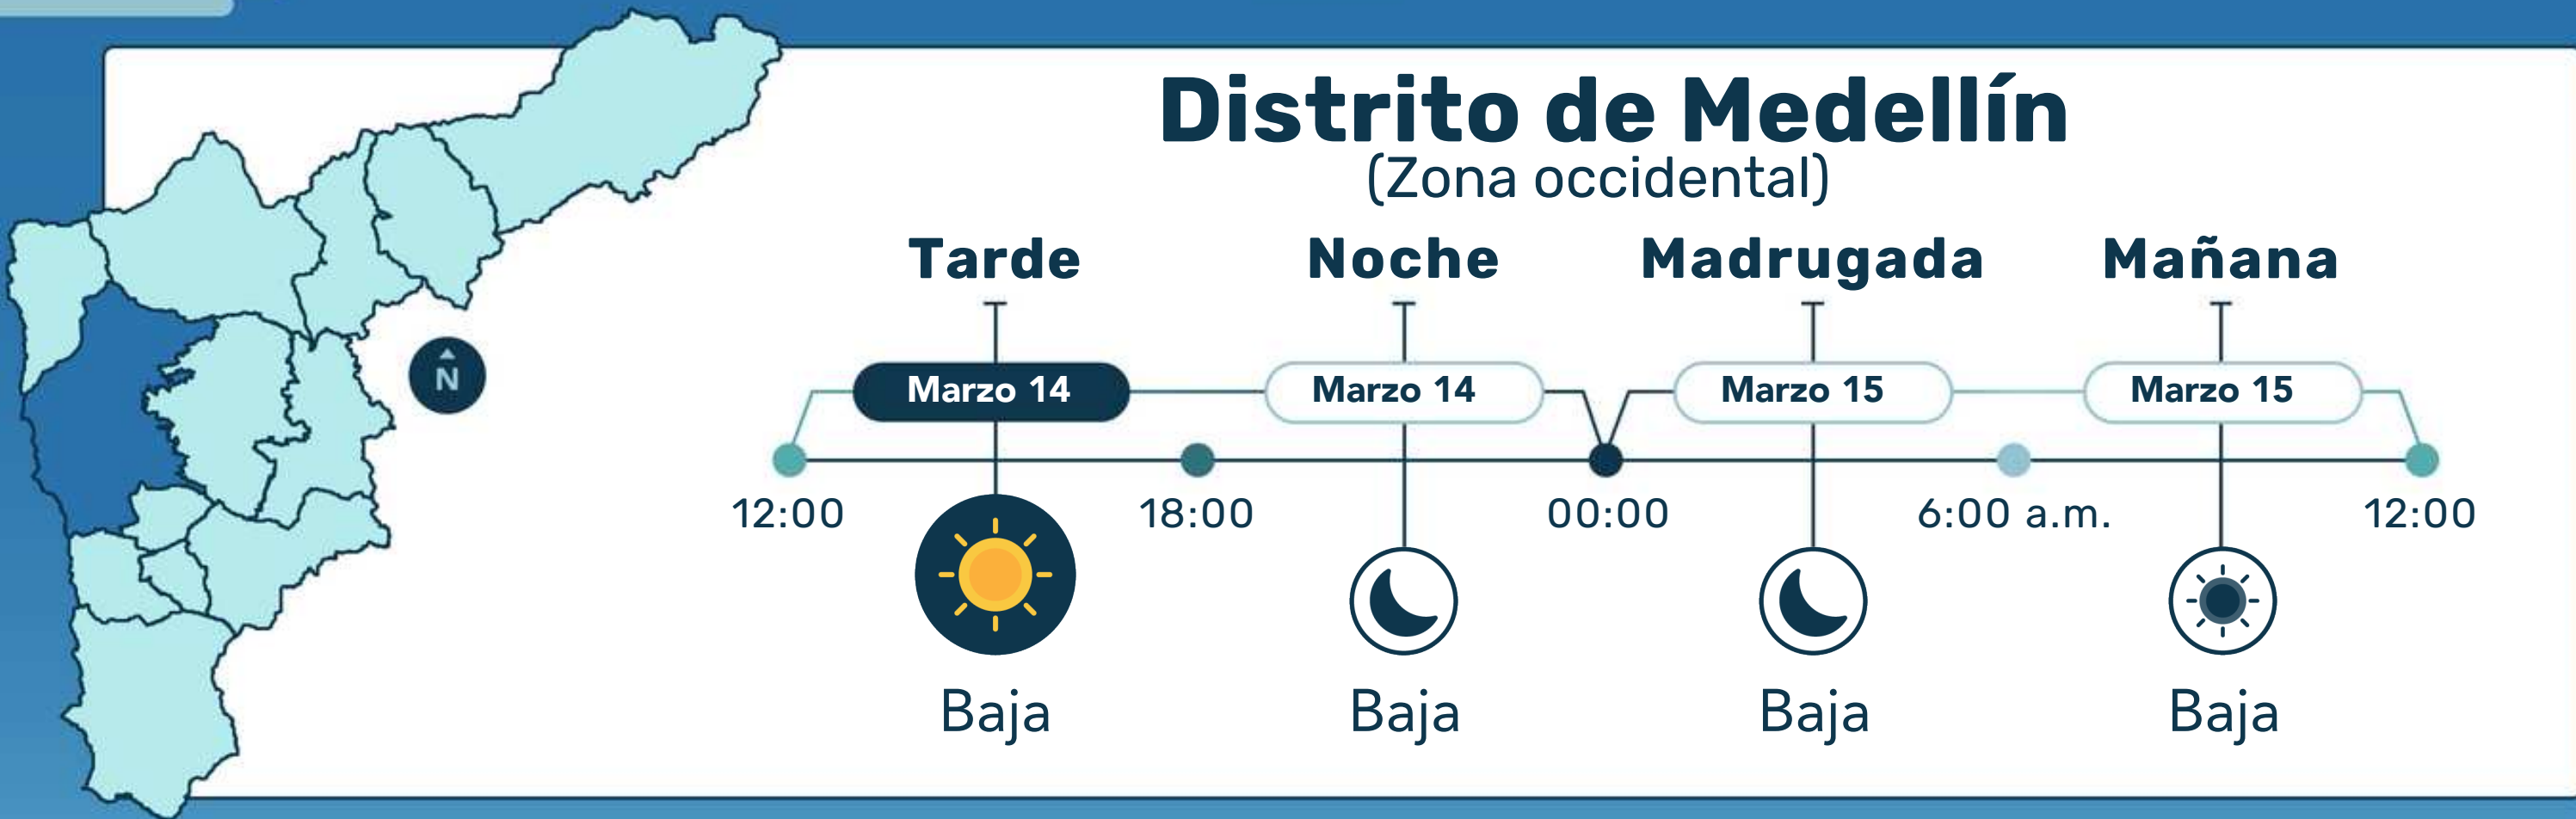 Distrito de Medellín
(Zona occidental)
Tarde Noche Madrugada Mañana
Marzo 14 Marzo 14 Marzo 15 Marzo 15
N
12:00 18:00 00:00 6:00 a.m. 12:00
Baja Baja Baja Baja